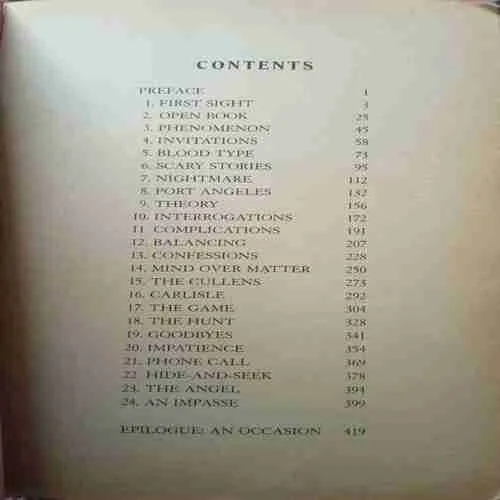 CONTENTS
PREFACE 1
1. FIRST SIGHT 3
2. OPEN BOOK 25
3. PHENOMENON 45
4. INVITATIONS 58
5. BLOOD TYPE 73
6. SCARY STORIES 95
7. NIGHTMARE 112
8. PORT ANGELES 132
9. THEORY 156
10. INTERROGATIONS 172
11. COMPLICATIONS 191
12. BALANCING 207
13. CONFESSIONS 228
14. MIND OVER MATTER 250
15. THE CULLENS 273
16. CARLISLE 292
17. THE GAME 304
18. THE HUNT 328
19. GOODBYES 341
20. IMPATIENCE 354
21. PHONE CALL 369
22. HIDE-AND-SEEK 378
23. THE ANGEL 394
24. AN IMPASSE 399
EPILOGUE: AN OCCASION 419